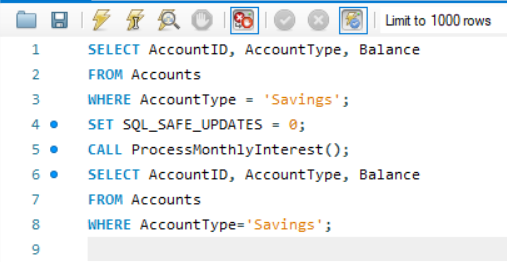 Limit to 1000 rows
1 SELECT AccountID, AccountType, Balance
2 FROM Accounts
3 WHERE AccountType = 'Savings';
4 SET SQL_SAFE_UPDATES = 0;
5 CALL ProcessMonthlyInterest();
6 SELECT AccountID, AccountType, Balance
7 FROM Accounts
8 WHERE AccountType='Savings';
9